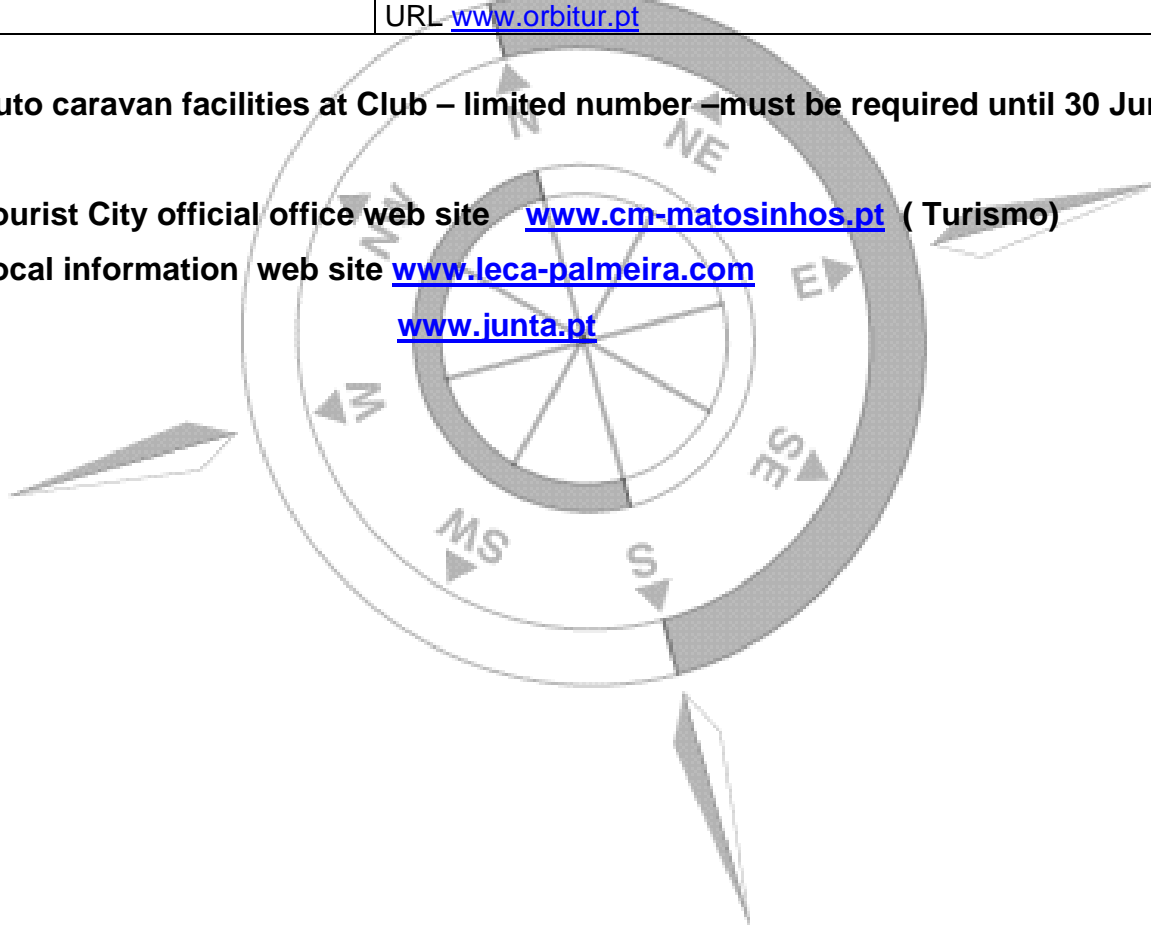 URL www.orbitur.pt
uto caravan facilities at Club – limited number –must be required until 30 Jun
ourist City official office web site www.cm-matosinhos.pt ( Turismo)
ocal information web site www.leca-palmeira.com
www.junta.pt
N
NE
NW
E
W
SE
SW
S